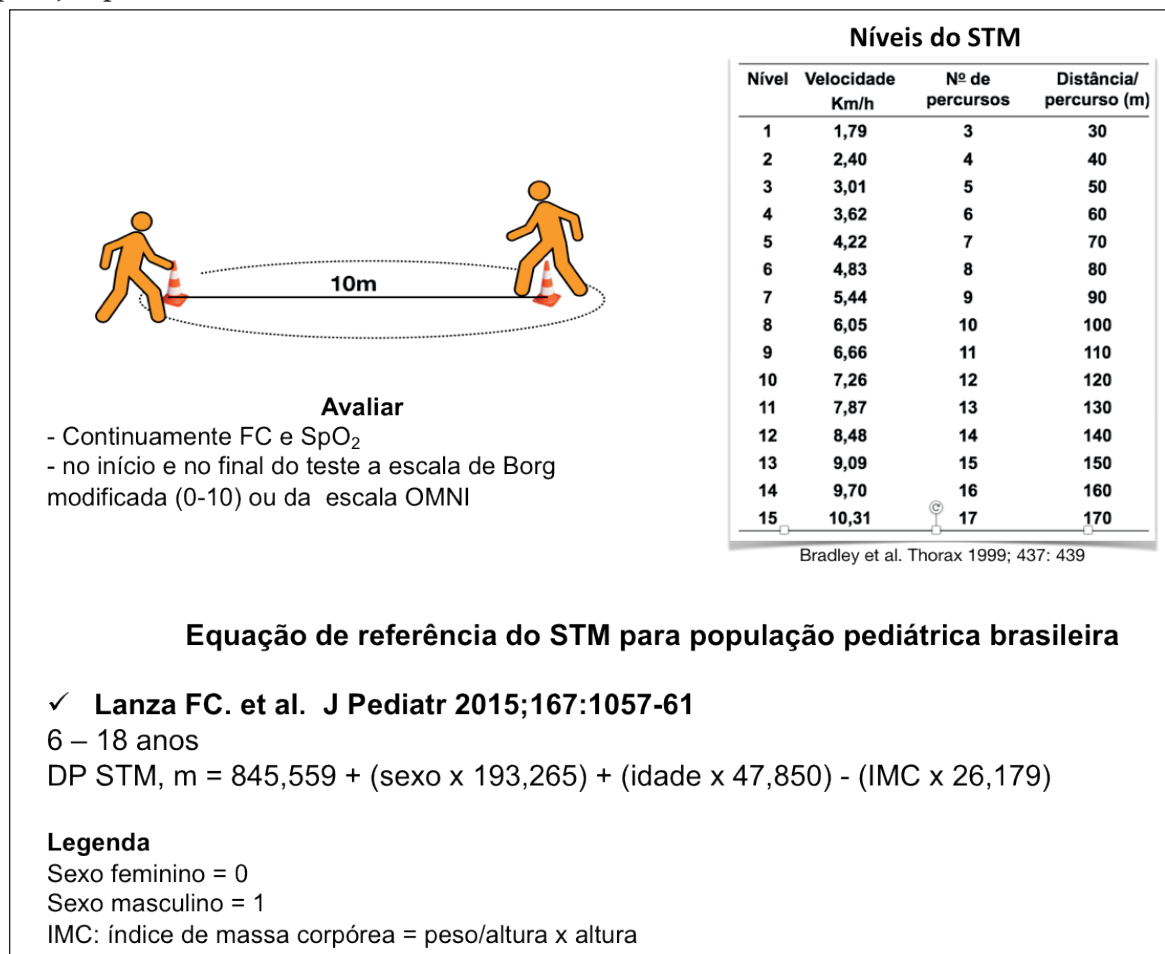 10m
Avaliar
- Continuamente FC e SpO₂
- no início e no final do teste a escala de Borg
modificada (0-10) ou da escala OMNI
Níveis do STM
Nível Velocidade Km/h Nº de percursos Distância/ percurso (m)
1 1,79 3 30
2 2,40 4 40
3 3,01 5 50
4 3,62 6 60
5 4,22 7 70
6 4,83 8 80
7 5,44 9 90
8 6,05 10 100
9 6,66 11 110
10 7,26 12 120
11 7,87 13 130
12 8,48 14 140
13 9,09 15 150
14 9,70 16 160
15 10,31 17 170
Bradley et al. Thorax 1999; 437: 439
Equação de referência do STM para população pediátrica brasileira
✓ Lanza FC. et al. J Pediatr 2015;167:1057-61
6 – 18 anos
DP STM, m = 845,559 + (sexo x 193,265) + (idade x 47,850) - (IMC x 26,179)
Legenda
Sexo feminino = 0
Sexo masculino = 1
IMC: índice de massa corpórea = peso/altura x altura